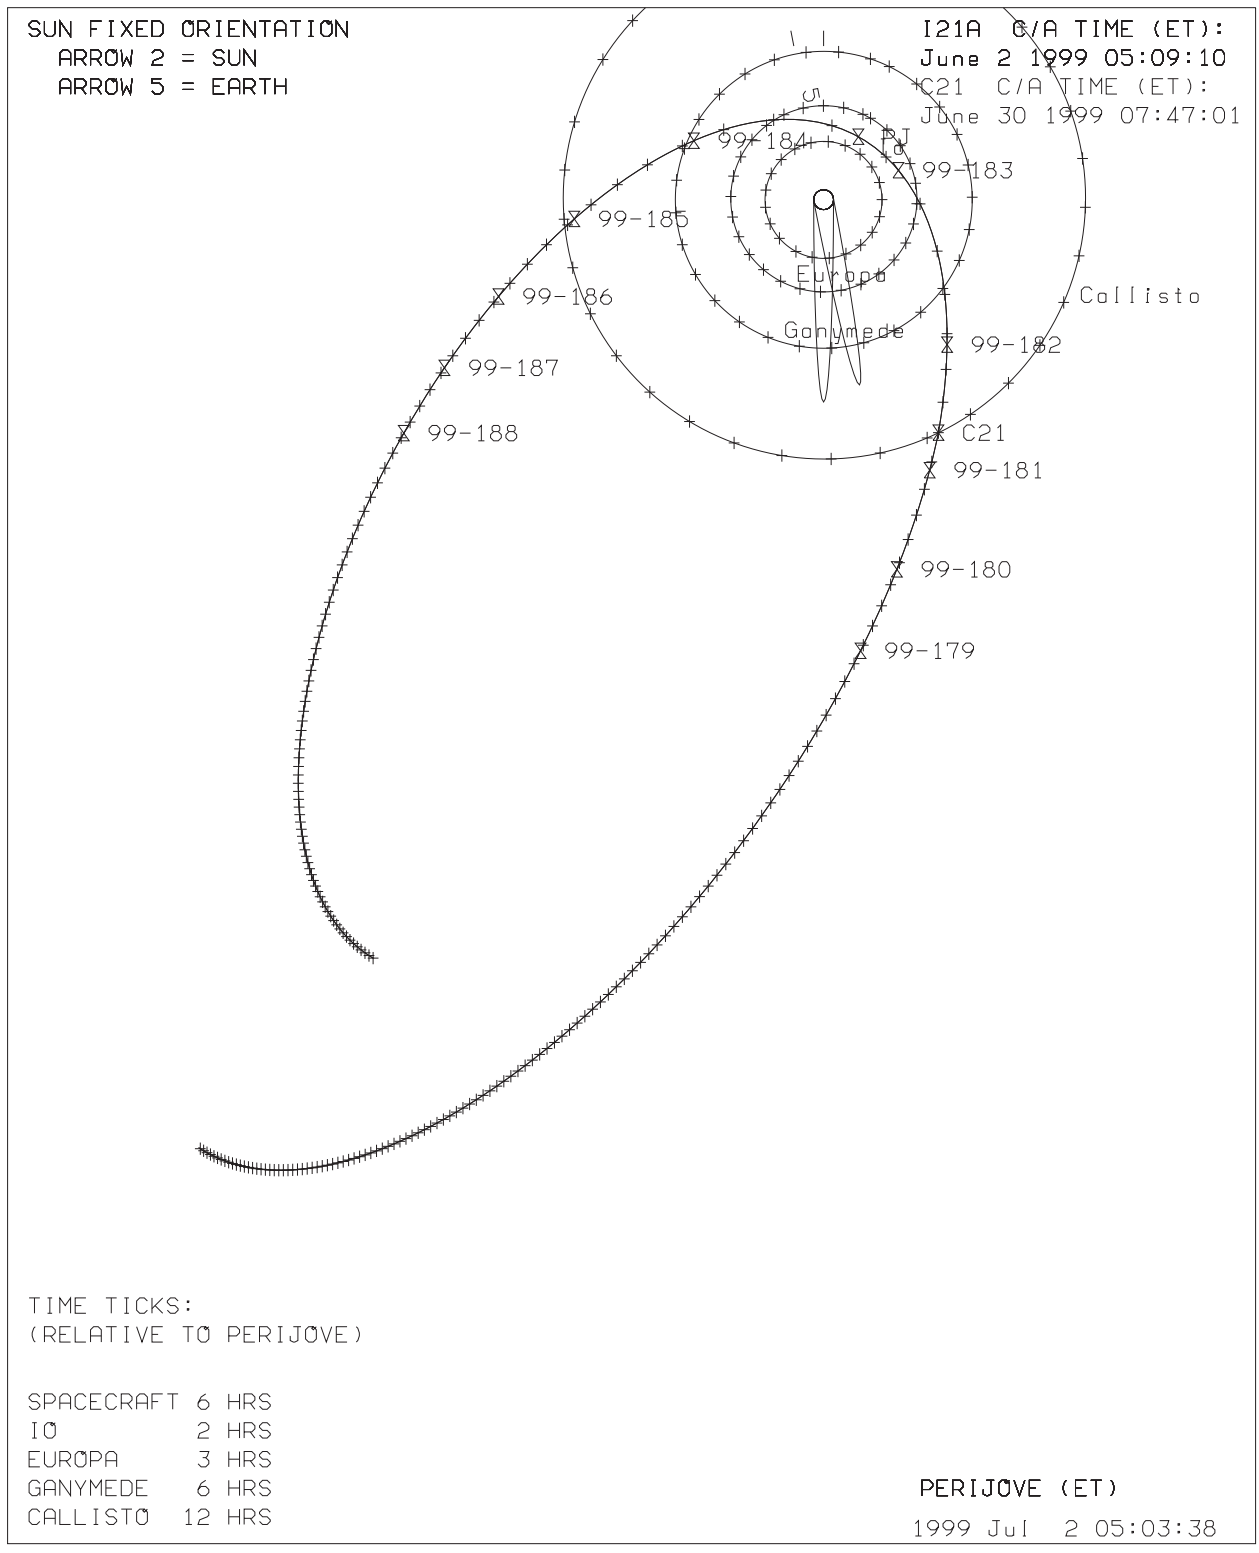 SUN FIXED ORIENTATION
ARROW 2 = SUN
ARROW 5 = EARTH
I21A C/A TIME (ET):
June 2 1999 05:09:10
C21 C/A TIME (ET):
June 30 1999 07:47:01
5
PJ
99-184
99-183
99-185
Europa
99-186
Callisto
Ganymede
99-182
99-187
99-188
C21
99-181
99-180
99-179
TIME TICKS:
(RELATIVE TO PERIJOVE)
SPACECRAFT 6 HRS
IO 2 HRS
EUROPA 3 HRS
GANYMEDE 6 HRS
CALLISTO 12 HRS
PERIJOVE (ET)
1999 Jul 2 05:03:38